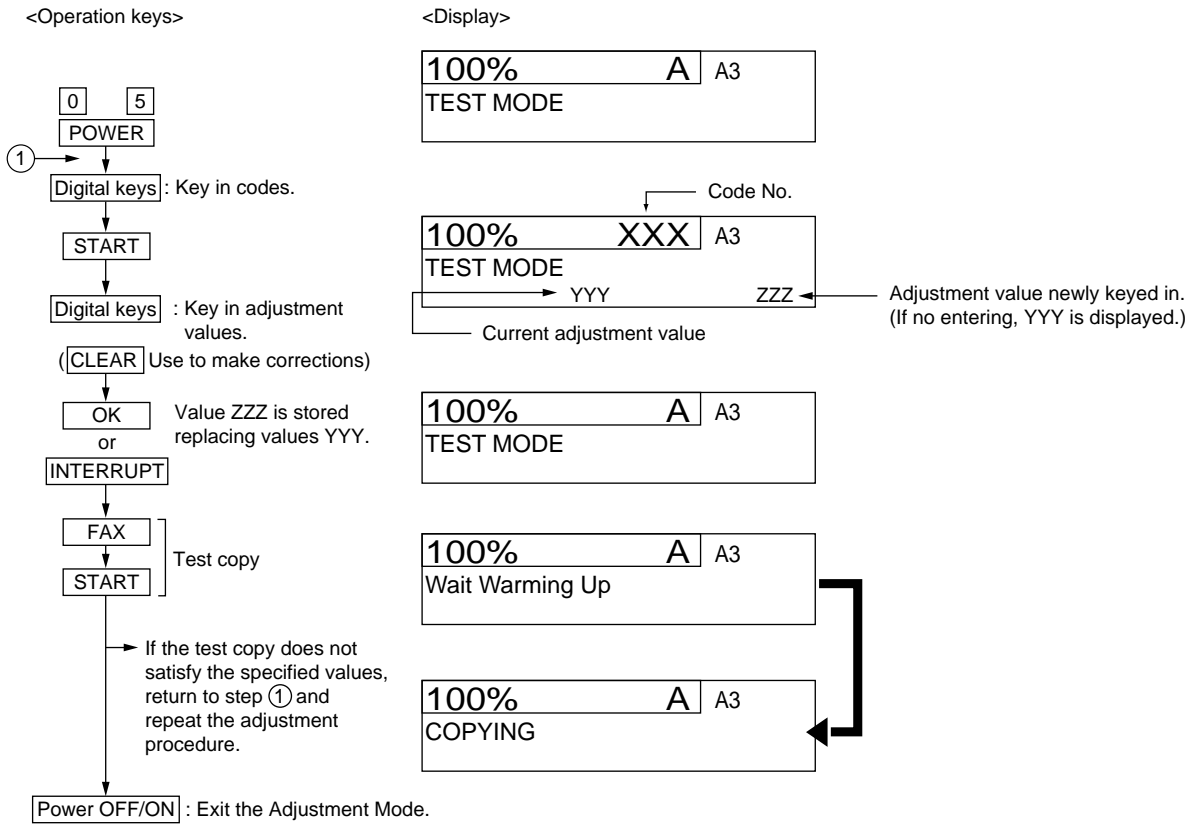 <Operation keys>
<Display>
100% A A3
TEST MODE
0 5
POWER
1
Digital keys : Key in codes.
Code No.
START
100% XXX A3
TEST MODE
YYY ZZZ
Digital keys : Key in adjustment
values.
Current adjustment value
Adjustment value newly keyed in.
(If no entering, YYY is displayed.)
(CLEAR Use to make corrections)
OK
or
INTERRUPT
Value ZZZ is stored
replacing values YYY.
100% A A3
TEST MODE
FAX
START
Test copy
100% A A3
Wait Warming Up
If the test copy does not
satisfy the specified values,
return to step 1 and
repeat the adjustment
procedure.
100% A A3
COPYING
Power OFF/ON : Exit the Adjustment Mode.